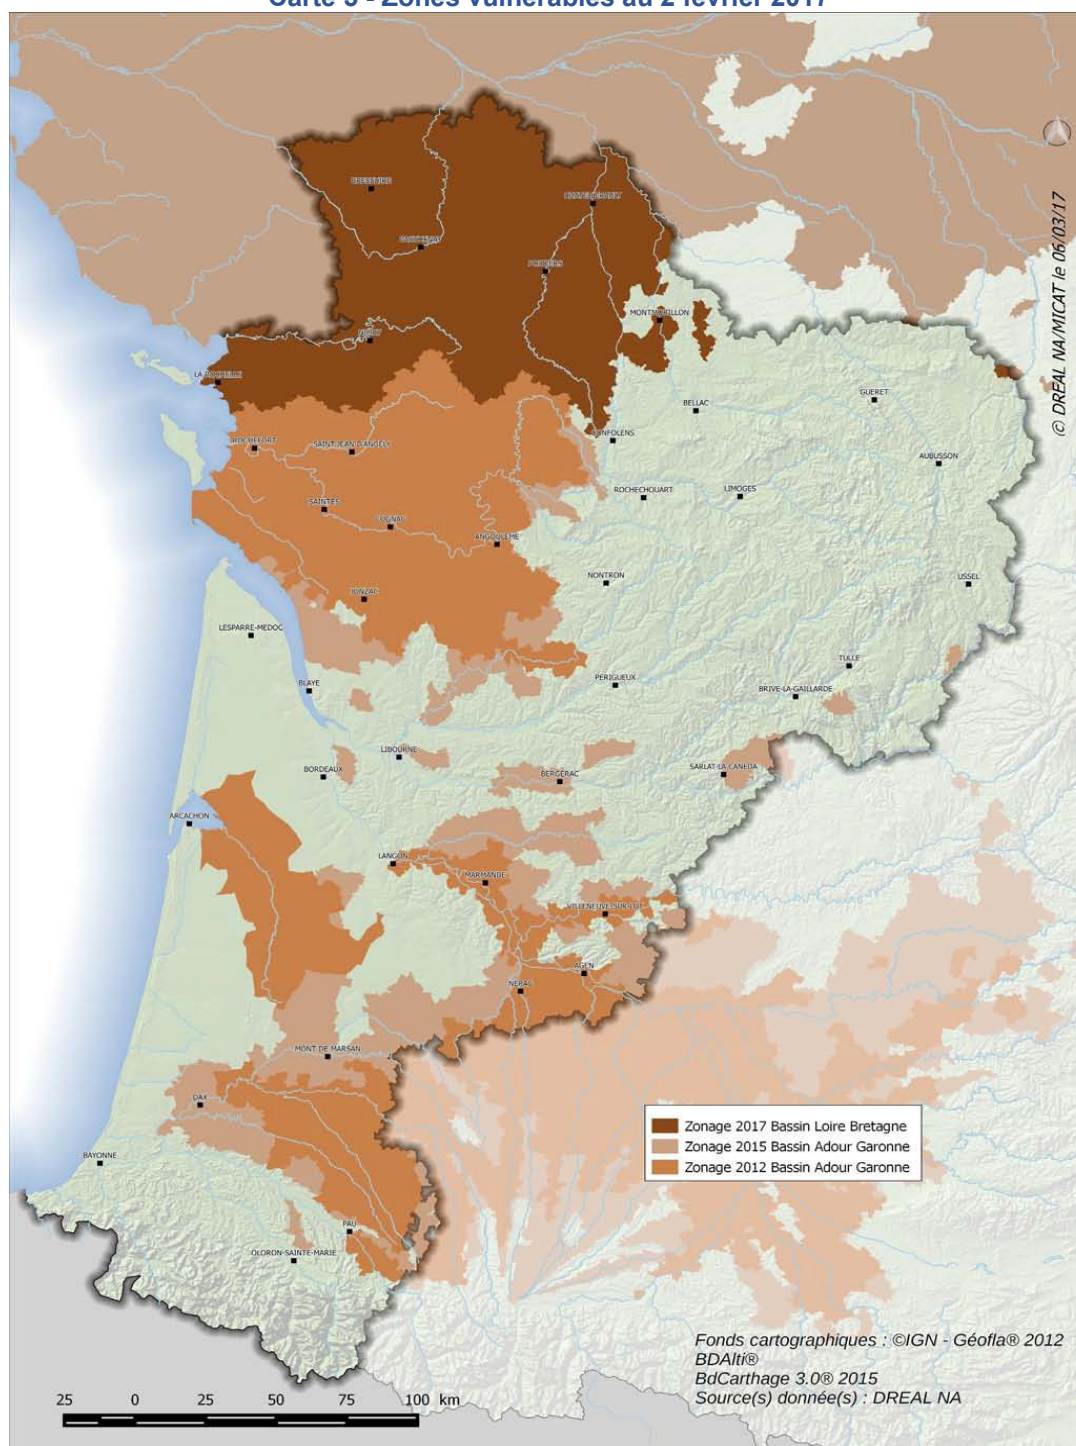 Carte 3 - Zones vulnérables au 2 février 2017
© DREAL NA/MICAT le 06/03/17
BRESSUIRE
CHATELLERAULT
PARTHENAY
POITIERS
MONTMORILLON
NIORT
LA ROCHELLE
GUERET
BELLAC
ROCHEFORT
SAINT-JEAN-D'ANGELY
CONFOLENS
AUBUSSON
ROCHECHOUART
LIMOGES
SAINTES
COGNAC
ANGOULEME
NONTRON
USSEL
JONZAC
LESPARRE-MEDOC
TULLE
PERIGUEUX
BRIVE-LA-GAILLARDE
BLAYE
LIBOURNE
BORDEAUX
BERGERAC
SARLAT-LA-CANEDA
ARCACHON
LANGON
MARMANDE
VILLENEUVE-SUR-LOT
AGEN
NERAC
MONT-DE-MARSAN
DAX
BAYONNE
PAU
OLORON-SAINTE-MARIE
Zonage 2017 Bassin Loire Bretagne
Zonage 2015 Bassin Adour Garonne
Zonage 2012 Bassin Adour Garonne
Fonds cartographiques : ©IGN - Géofla® 2012
BDAlti®
BdCarthage 3.0® 2015
Source(s) donnée(s) : DREAL NA
25 0 25 50 75 100 km